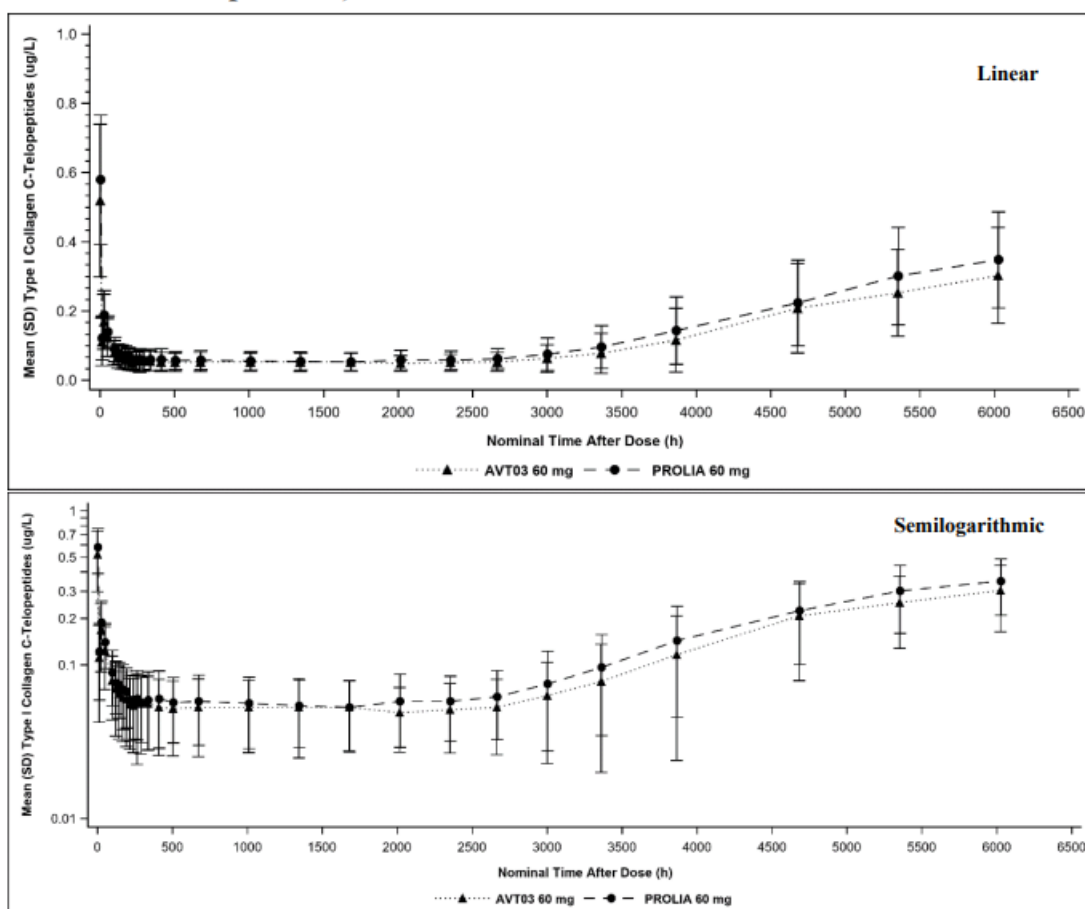 1.0
Linear
0.8
0.6
0.4
0.2
0.0
Mean (SD) Type I Collagen C-Telopeptides (ug/L)
0 500 1000 1500 2000 2500 3000 3500 4000 4500 5000 5500 6000 6500
Nominal Time After Dose (h)
AVT03 60 mg PROLIA 60 mg
1
Semilogarithmic
0.7
0.5
0.3
0.2
0.1
0.01
Mean (SD) Type I Collagen C-Telopeptides (ug/L)
0 500 1000 1500 2000 2500 3000 3500 4000 4500 5000 5500 6000 6500
Nominal Time After Dose (h)
AVT03 60 mg PROLIA 60 mg